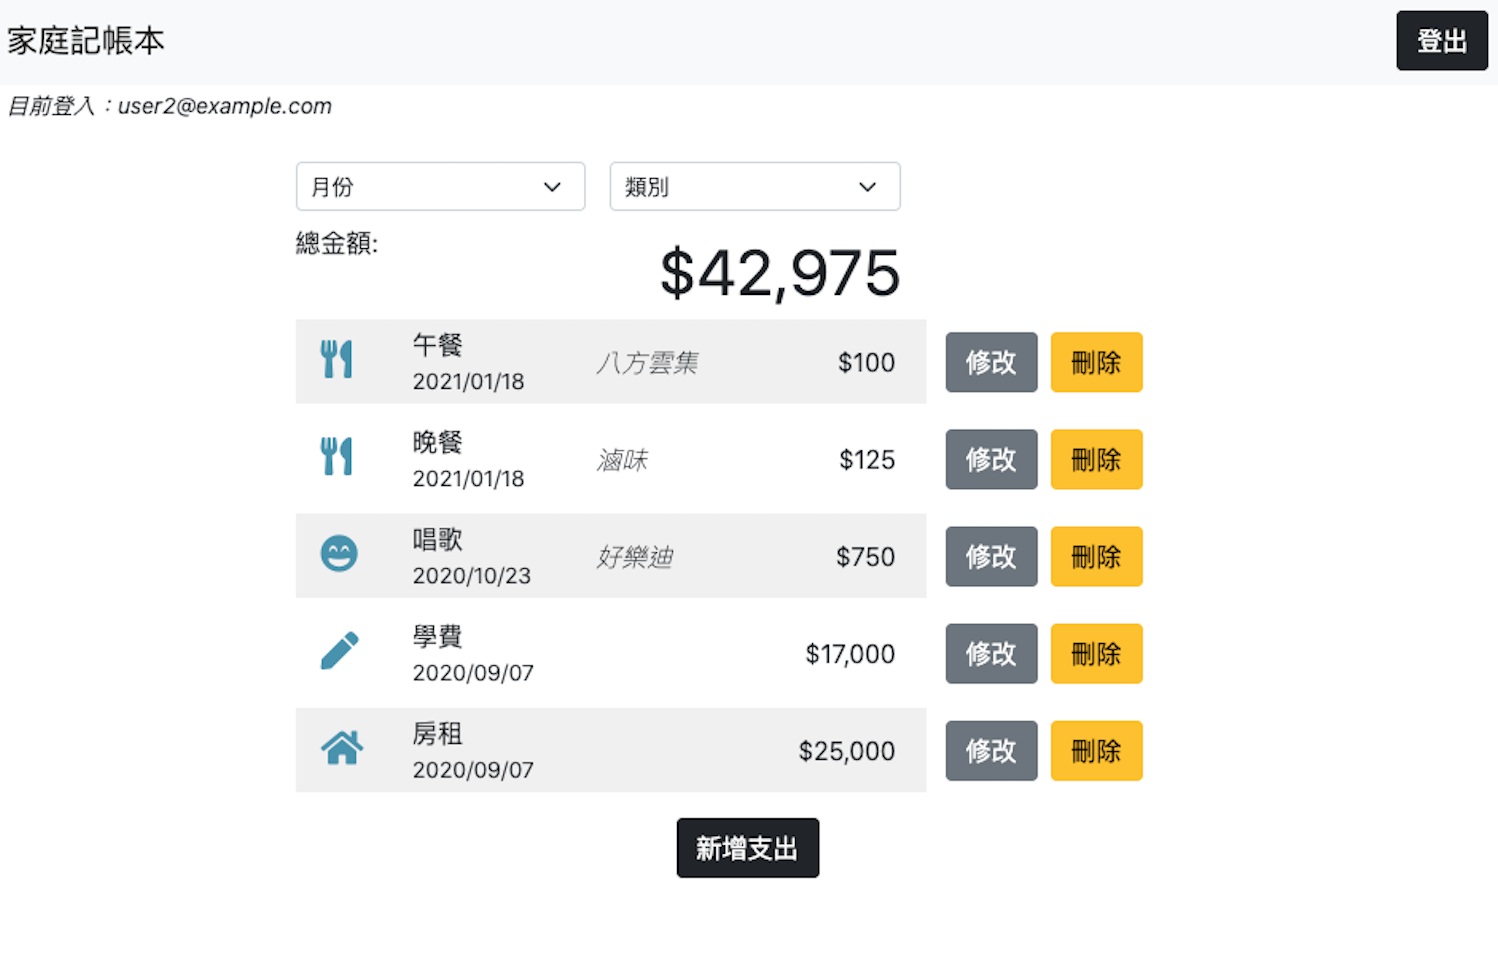 家庭記帳本
登出
目前登入：user2@example.com
月份
類別
總金額:
$42,975
午餐
2021/01/18
八方雲集
$100
修改
刪除
晚餐
2021/01/18
滷味
$125
修改
刪除
唱歌
2020/10/23
好樂迪
$750
修改
刪除
學費
2020/09/07
$17,000
修改
刪除
房租
2020/09/07
$25,000
修改
刪除
新增支出